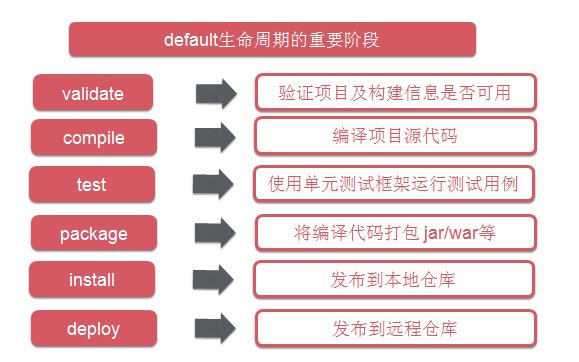 default生命周期的重要阶段
validate 验证项目及构建信息是否可用
compile 编译项目源代码
test 使用单元测试框架运行测试用例
package 将编译代码打包 jar/war等
install 发布到本地仓库
deploy 发布到远程仓库